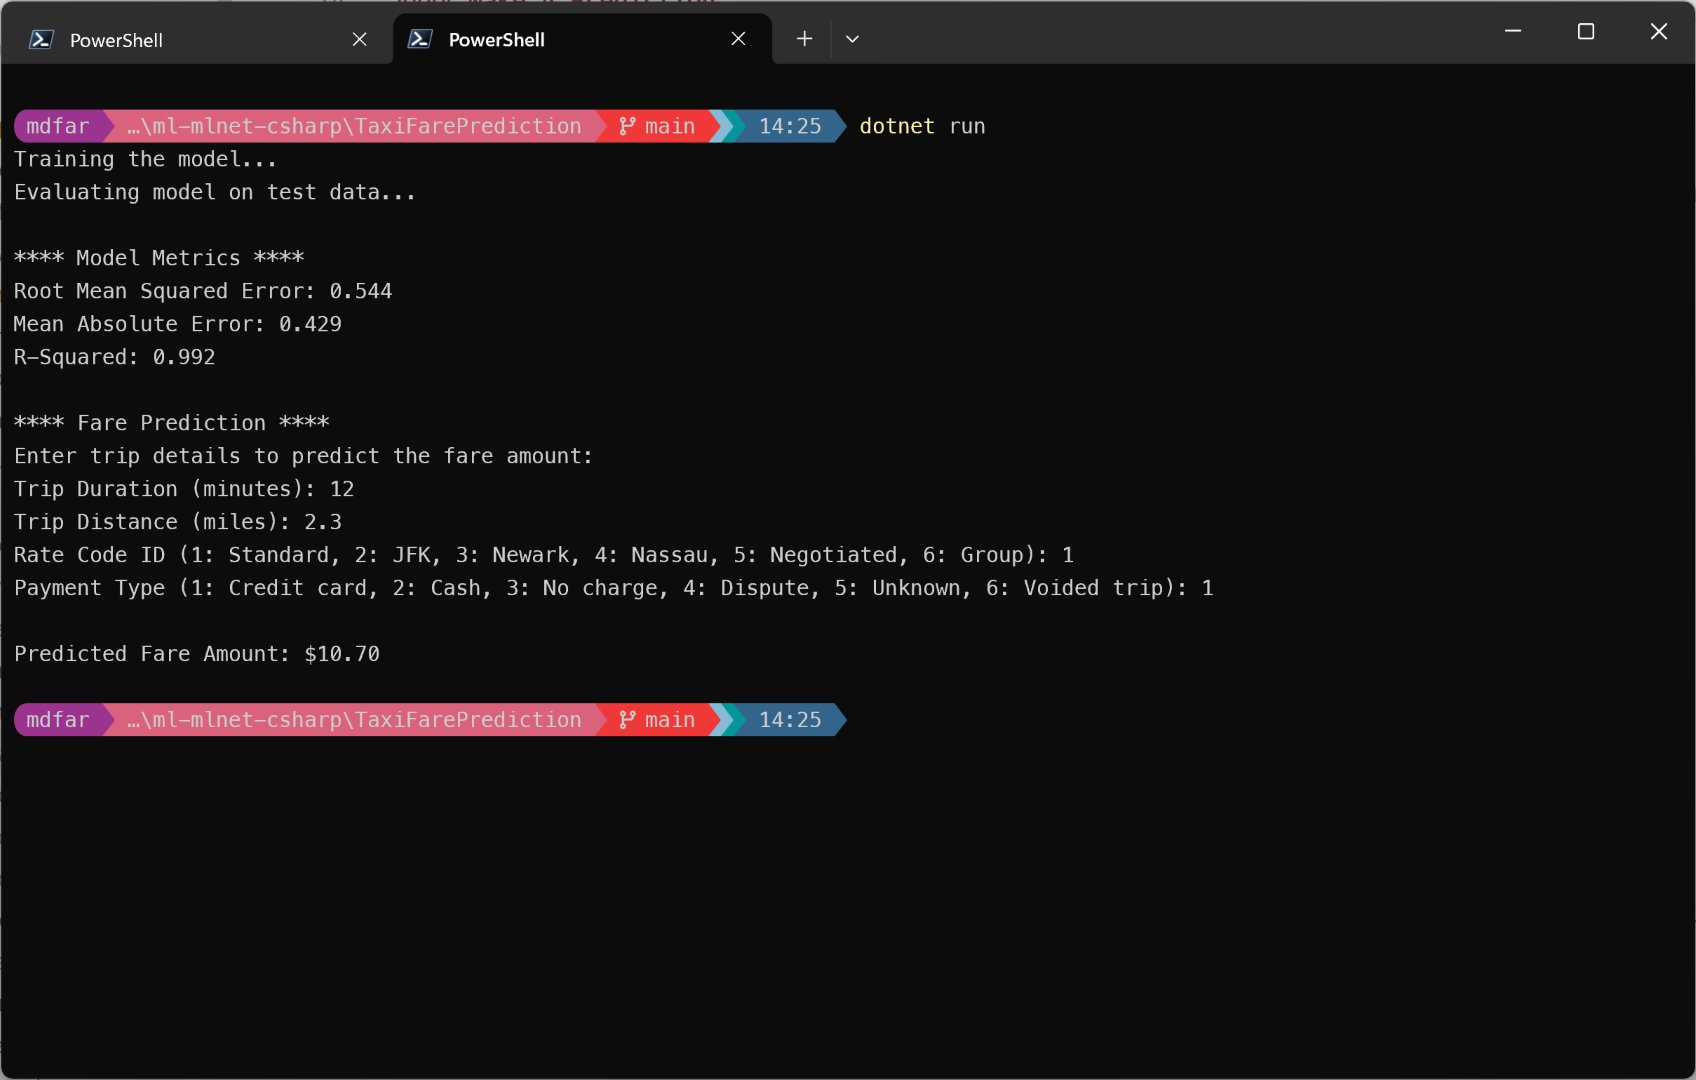 PowerShell
PowerShell
mdfar …\ml-mlnet-csharp\TaxiFarePrediction main 14:25 dotnet run
Training the model...
Evaluating model on test data...
**** Model Metrics ****
Root Mean Squared Error: 0.544
Mean Absolute Error: 0.429
R-Squared: 0.992
**** Fare Prediction ****
Enter trip details to predict the fare amount:
Trip Duration (minutes): 12
Trip Distance (miles): 2.3
Rate Code ID (1: Standard, 2: JFK, 3: Newark, 4: Nassau, 5: Negotiated, 6: Group): 1
Payment Type (1: Credit card, 2: Cash, 3: No charge, 4: Dispute, 5: Unknown, 6: Voided trip): 1
Predicted Fare Amount: $10.70
mdfar …\ml-mlnet-csharp\TaxiFarePrediction main 14:25